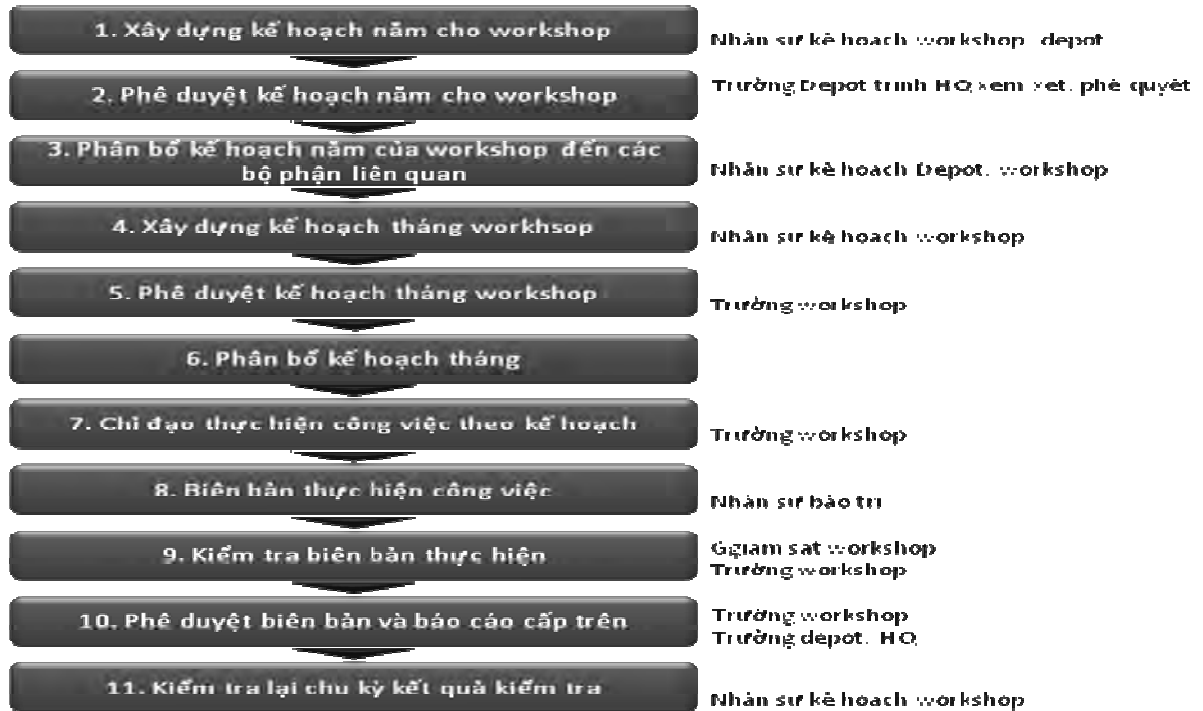 1. Xây dựng kế hoạch năm cho workshop
Nhân sự kế hoạch workshop depot
2. Phê duyệt kế hoạch năm cho workshop
Trưởng Depot trình HQ xem xét, phê quyệt
3. Phân bổ kế hoạch năm của workshop đến các
bộ phận liên quan
Nhân sự kế hoạch Depot, workshop
4. Xây dựng kế hoạch tháng workhsop
Nhân sự kế hoạch workshop
5. Phê duyệt kế hoạch tháng workshop
Trưởng workshop
6. Phân bổ kế hoạch tháng
7. Chỉ đạo thực hiện công việc theo kế hoạch
Trưởng workshop
8. Biên bản thực hiện công việc
Nhân sự bảo trì
9. Kiểm tra biên bản thực hiện
Ggiám sát workshop
Trưởng workshop
10. Phê duyệt biên bản và báo cáo cấp trên
Trưởng workshop
Trưởng depot, HQ
11. Kiểm tra lại chu kỳ kết quả kiểm tra
Nhân sự kế hoạch workshop